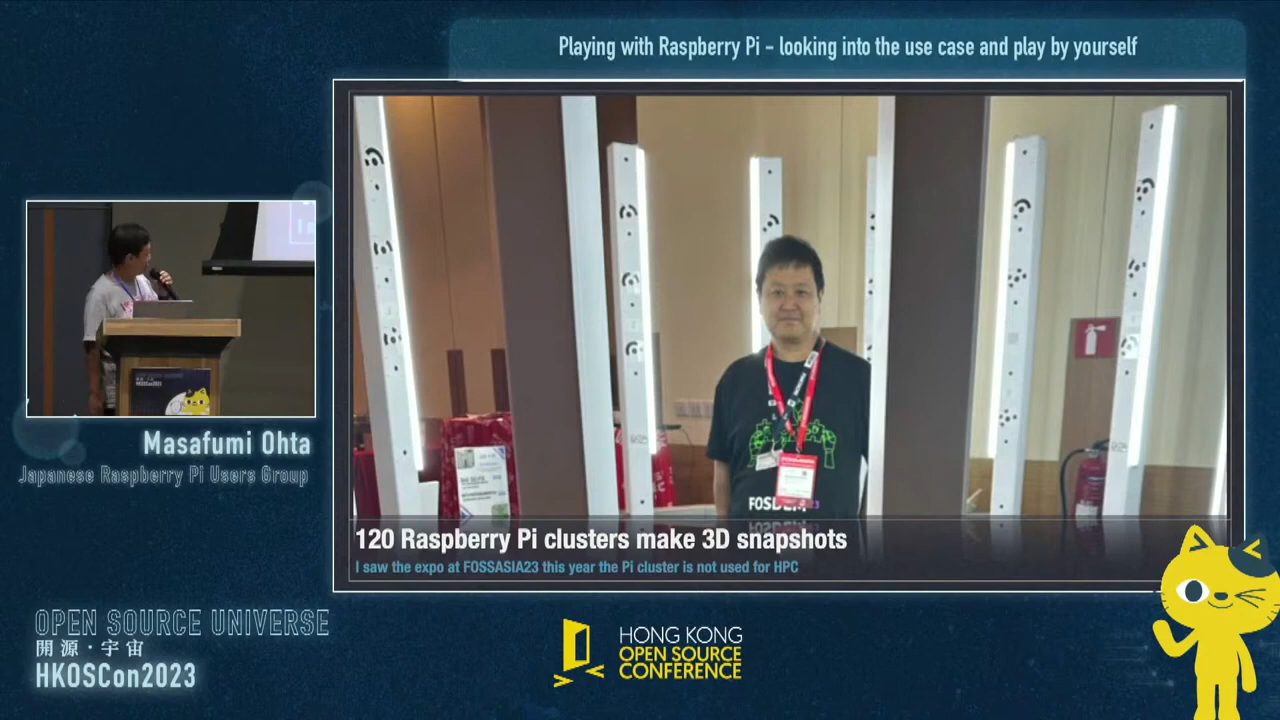 Playing with Raspberry Pi - looking into the use case and play by yourself
FOSDEM
120 Raspberry Pi clusters make 3D snapshots
I saw the expo at FOSSASIA23 this year the Pi cluster is not used for HPC
HKOSCon2023
Masafumi Ohta
Japanese Raspberry Pi Users Group
OPEN SOURCE UNIVERSE
開源·宇宙
HKOSCon2023
HONG KONG
OPEN SOURCE
CONFERENCE